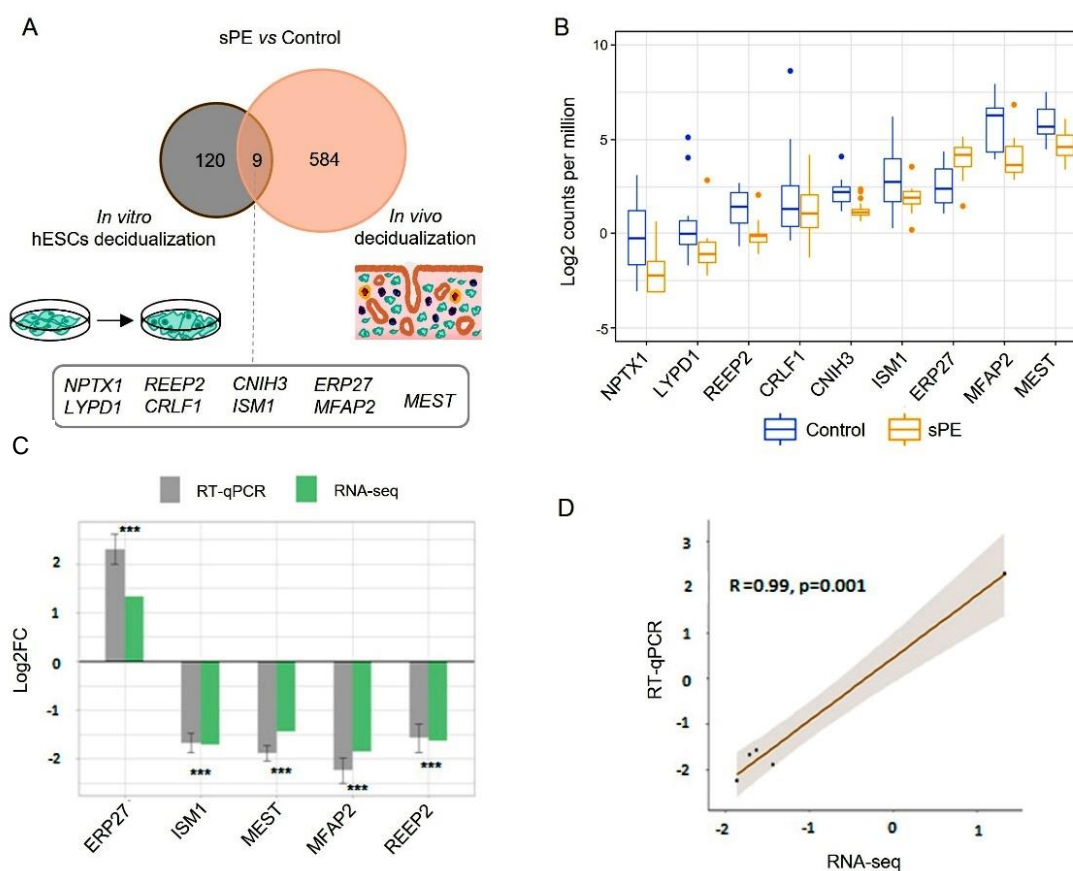 A
sPE vs Control
120
9
584
In vitro
hESCs decidualization
In vivo
decidualization
NPTX1 REEP2 CNIH3 ERP27 MEST
LYPD1 CRLF1 ISM1 MFAP2
B
Log2 counts per million
10
5
0
-5
NPTX1
LYPD1
REEP2
CRLF1
CNIH3
ISM1
ERP27
MFAP2
MEST
Control
sPE
C
RT-qPCR
RNA-seq
Log2FC
2
1
0
-1
-2
***
***
***
***
***
ERP27
ISM1
MEST
MFAP2
REEP2
D
R=0.99, p=0.001
RT-qPCR
3
2
1
0
-1
-2
-2
-1
0
1
RNA-seq